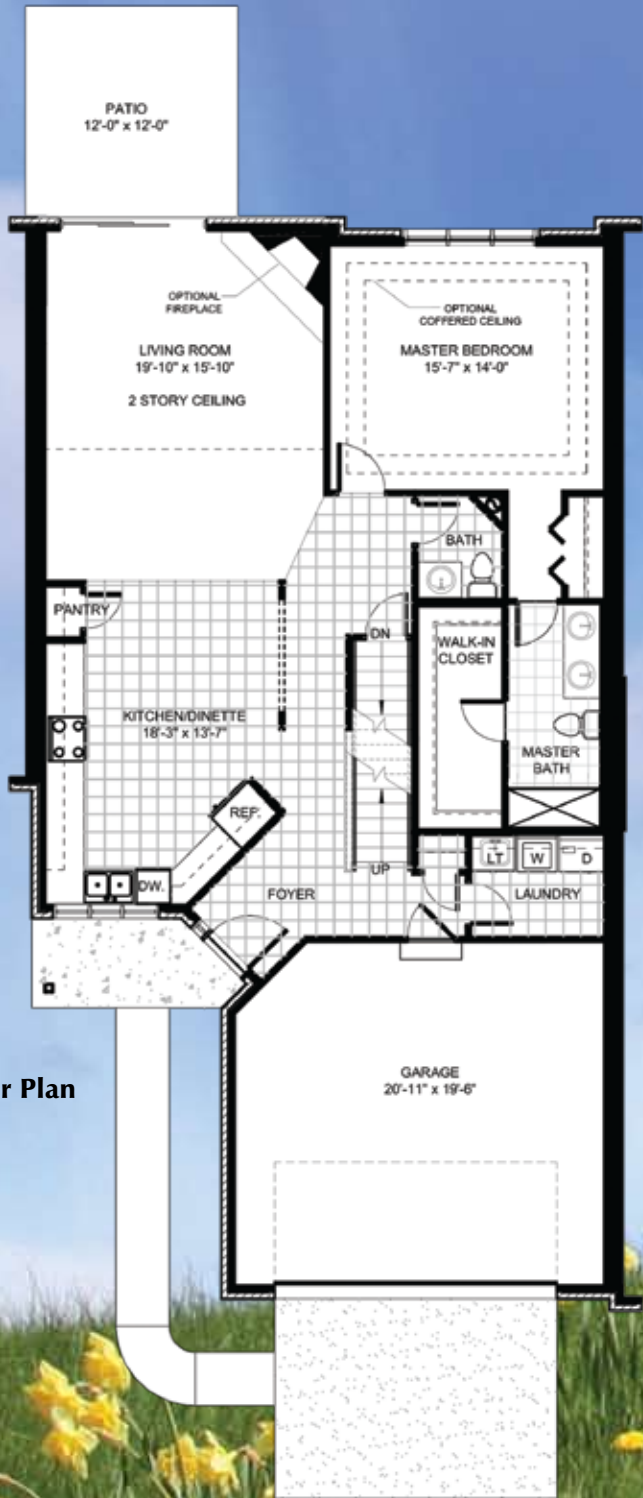 PATIO
12'-0" x 12'-0"
OPTIONAL
FIREPLACE
OPTIONAL
COFFERED CEILING
LIVING ROOM
19'-10" x 15'-10"
2 STORY CEILING
MASTER BEDROOM
15'-7" x 14'-0"
BATH
PANTRY
DN
WALK-IN
CLOSET
KITCHEN/DINETTE
18'-3" x 13'-7"
MASTER
BATH
REF.
DW.
UP
FOYER
LT W D
LAUNDRY
GARAGE
20'-11" x 19'-6"
r Plan